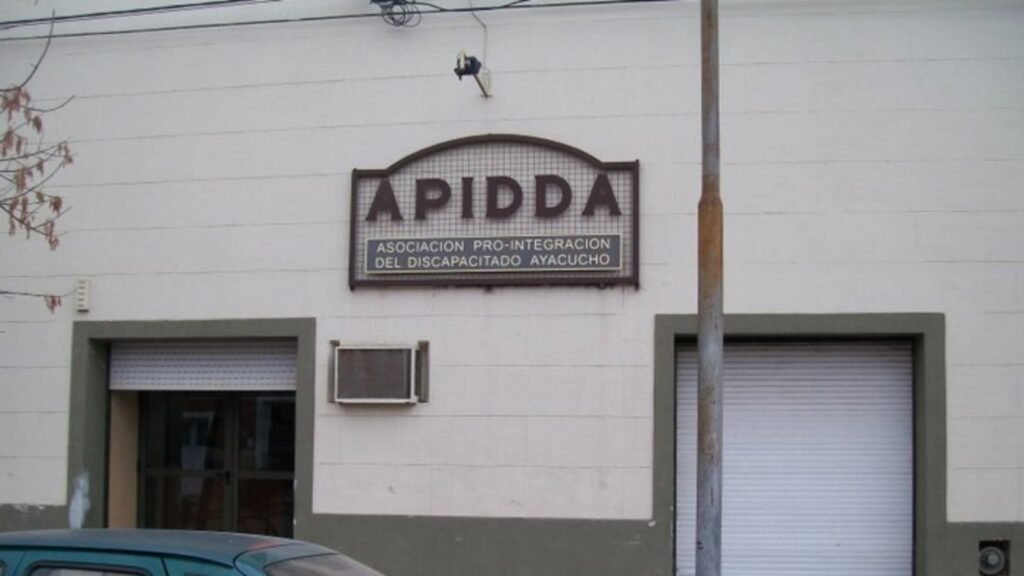 APIDDA
ASOCIACION PRO-INTEGRACION
DEL DISCAPACITADO AYACUCHO